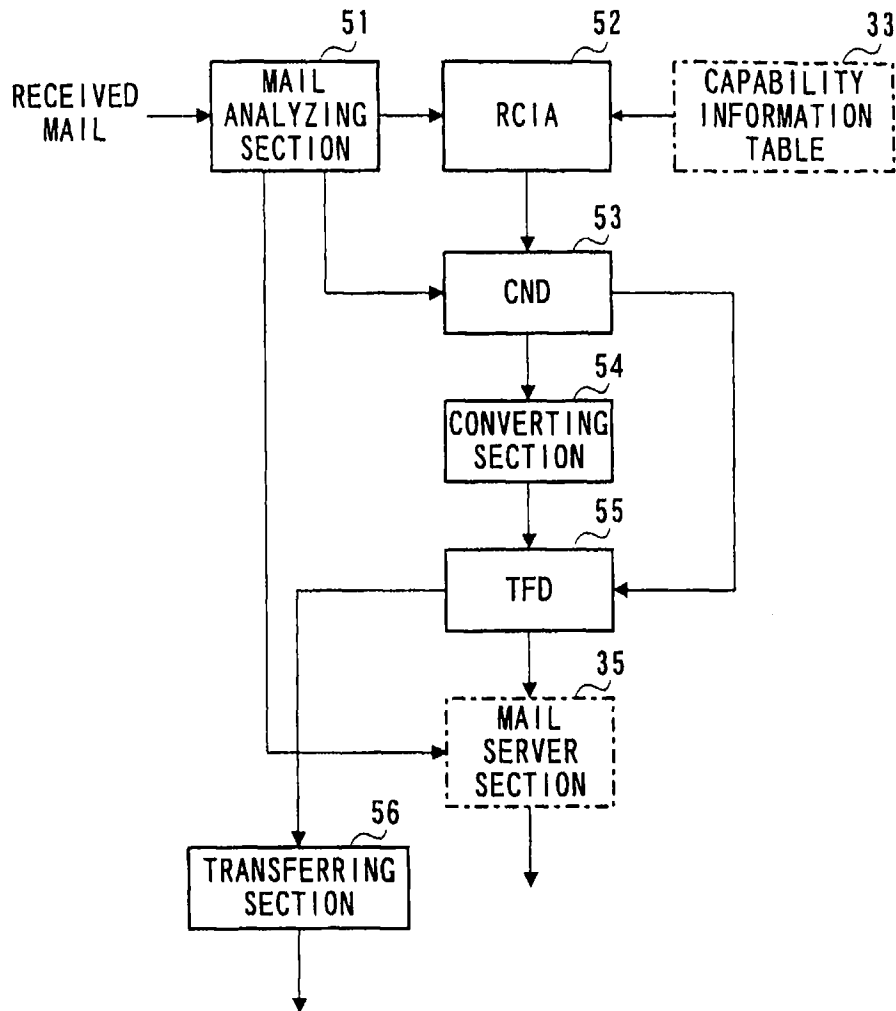 51
52
33
RECEIVED
MAIL
MAIL
ANALYZING
SECTION
RCIA
CAPABILITY
INFORMATION
TABLE
53
CND
54
CONVERTING
SECTION
55
TFD
35
MAIL
SERVER
SECTION
56
TRANSFERRING
SECTION